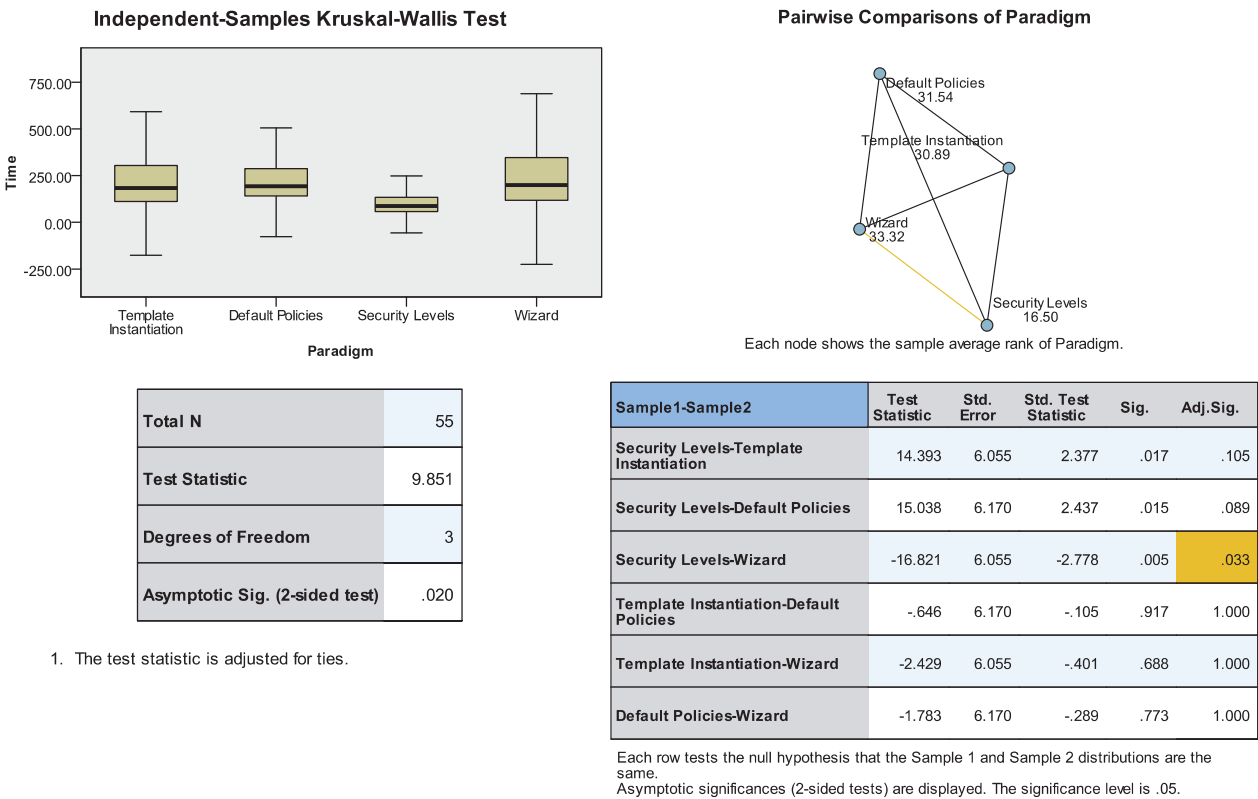 Independent-Samples Kruskal-Wallis Test
750.00
500.00
250.00
0.00
-250.00
Time
Template
Instantiation
Default Policies
Security Levels
Wizard
Paradigm
Total N 55
Test Statistic 9.851
Degrees of Freedom 3
Asymptotic Sig. (2-sided test) .020
1. The test statistic is adjusted for ties.
Pairwise Comparisons of Paradigm
Default Policies
31.54
Template Instantiation
30.89
Wizard
33.32
Security Levels
16.50
Each node shows the sample average rank of Paradigm.
Sample1-Sample2 Test Statistic Std. Error Std. Test Statistic Sig. Adj.Sig.
Security Levels-Template
Instantiation 14.393 6.055 2.377 .017 .105
Security Levels-Default Policies 15.038 6.170 2.437 .015 .089
Security Levels-Wizard -16.821 6.055 -2.778 .005 .033
Template Instantiation-Default
Policies -.646 6.170 -.105 .917 1.000
Template Instantiation-Wizard -2.429 6.055 -.401 .688 1.000
Default Policies-Wizard -1.783 6.170 -.289 .773 1.000
Each row tests the null hypothesis that the Sample 1 and Sample 2 distributions are the
same.
Asymptotic significances (2-sided tests) are displayed. The significance level is .05.